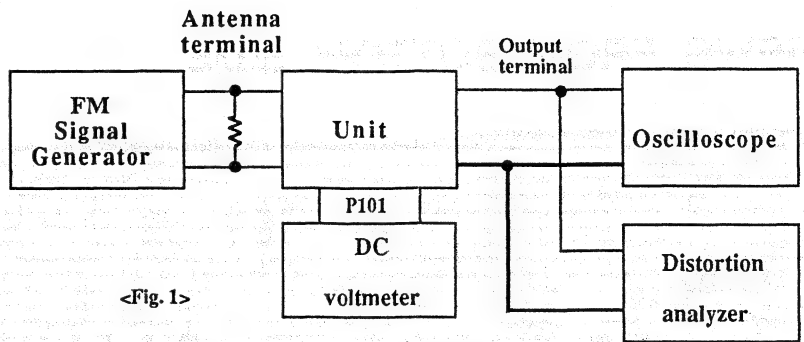 Antenna
terminal
Output
terminal
FM
Signal
Generator
Unit
Oscilloscope
P101
DC
voltmeter
Distortion
analyzer
<Fig. 1>